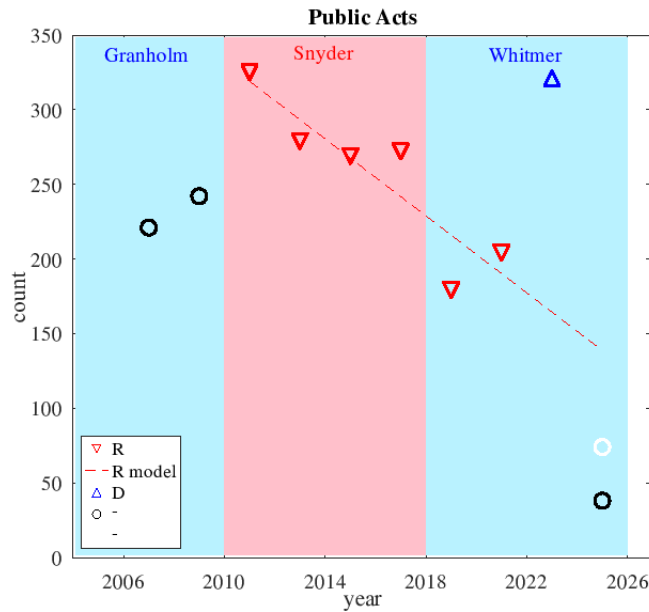 Public Acts
Granholm
Snyder
Whitmer
350
300
250
200
150
100
50
0
count
R
R model
D
-
-
2006
2010
2014
2018
2022
2026
year